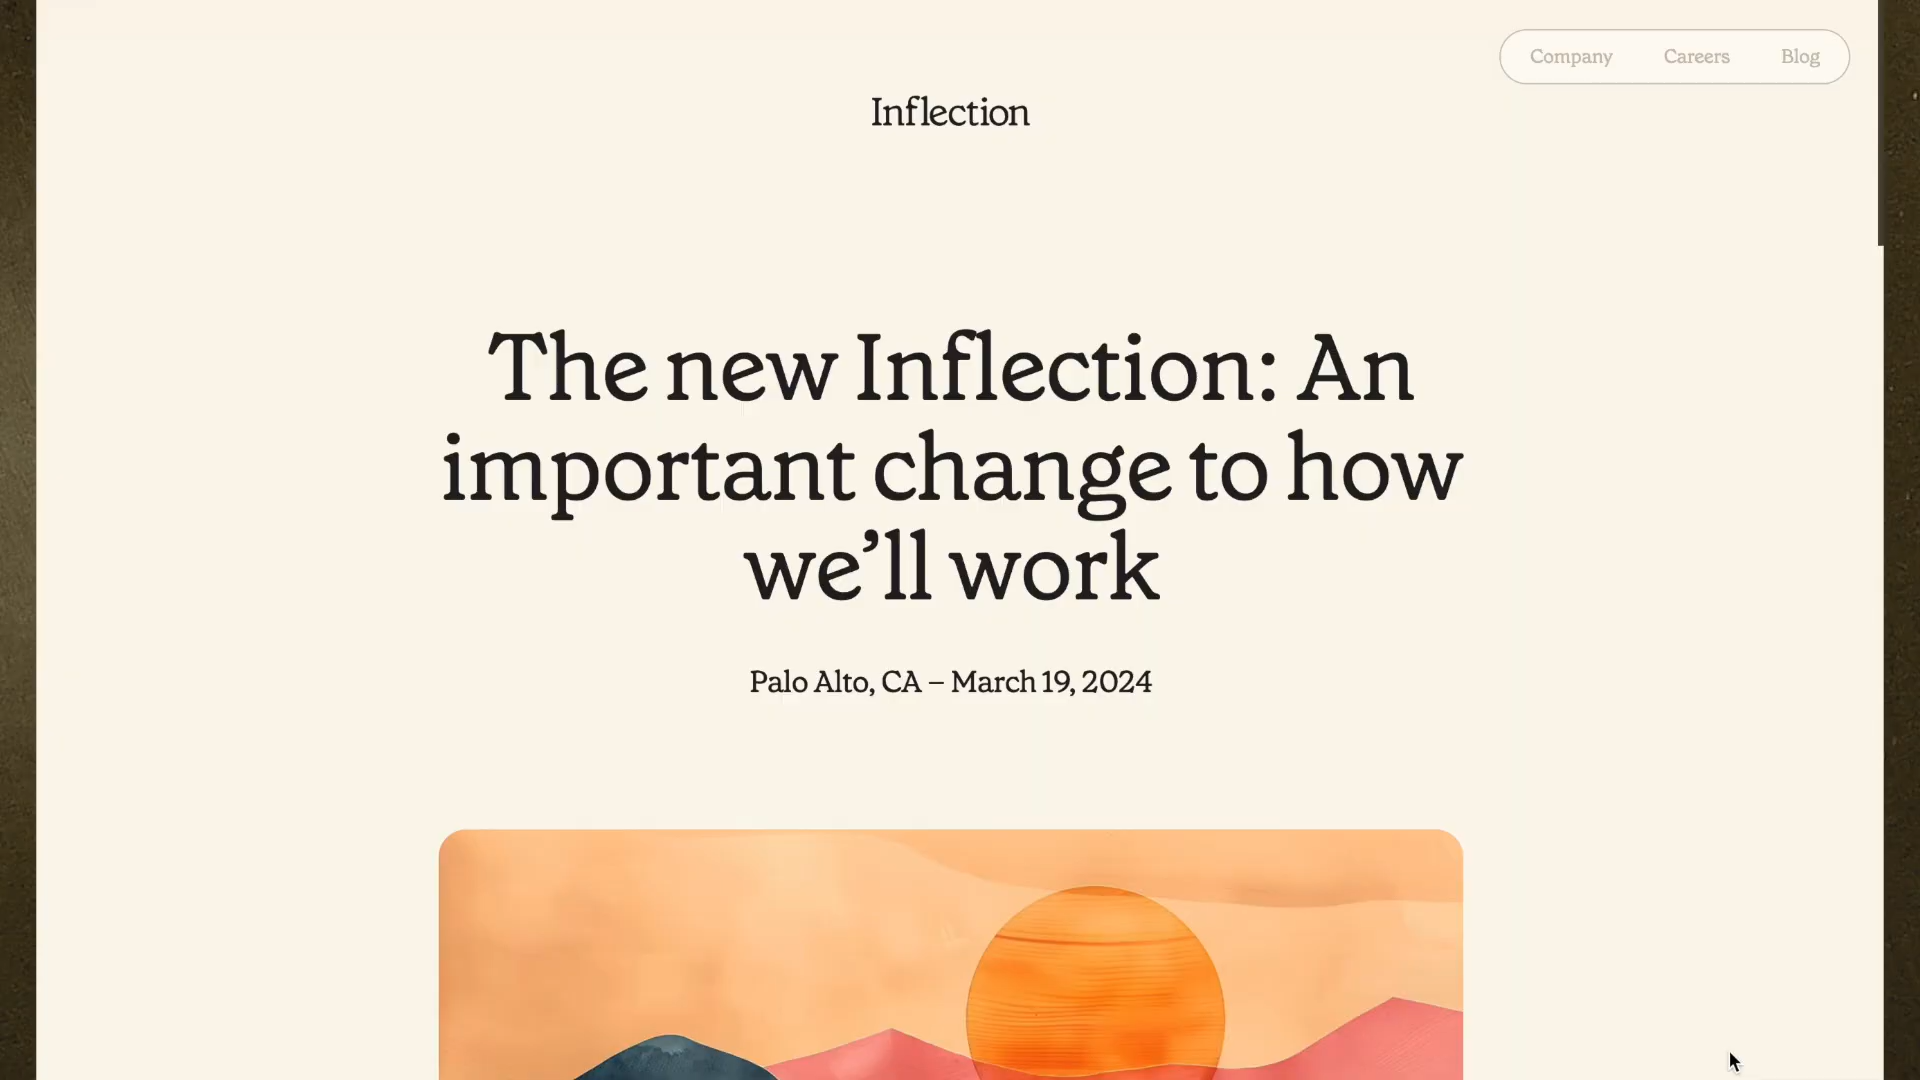 Company Careers Blog
Inflection
The new Inflection: An
important change to how
we’ll work
Palo Alto, CA – March 19, 2024